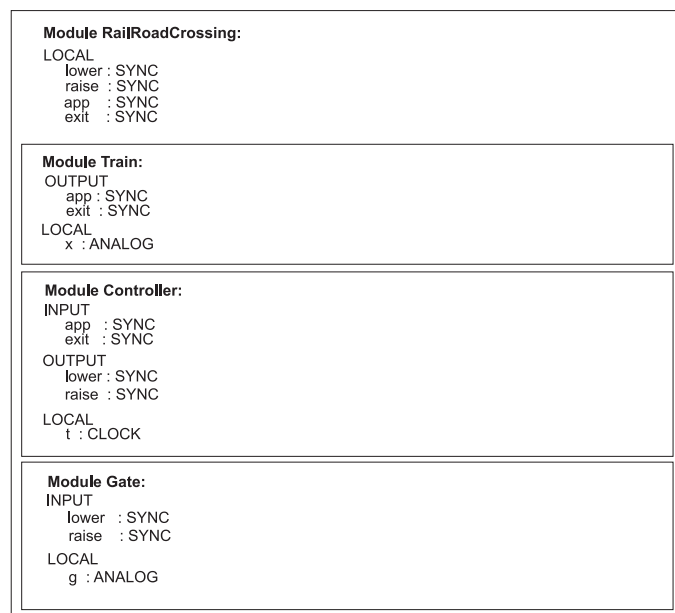 Module RailRoadCrossing:
LOCAL
lower : SYNC
raise : SYNC
app : SYNC
exit : SYNC
Module Train:
OUTPUT
app : SYNC
exit : SYNC
LOCAL
x : ANALOG
Module Controller:
INPUT
app : SYNC
exit : SYNC
OUTPUT
lower : SYNC
raise : SYNC
LOCAL
t : CLOCK
Module Gate:
INPUT
lower : SYNC
raise : SYNC
LOCAL
g : ANALOG